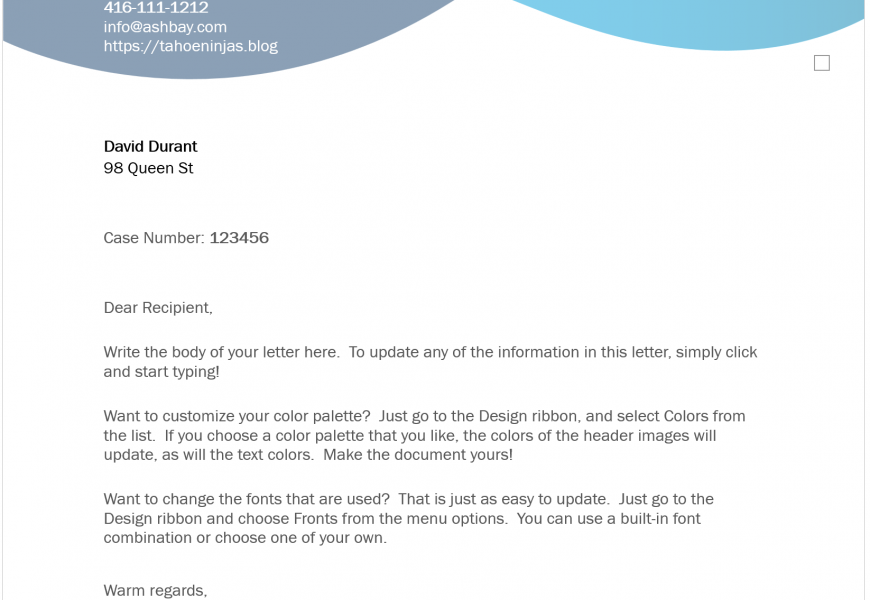 416-111-1212
info@ashbay.com
https://tahoeninjas.blog
David Durant
98 Queen St
Case Number: 123456
Dear Recipient,
Write the body of your letter here.  To update any of the information in this letter, simply click
and start typing!
Want to customize your color palette?  Just go to the Design ribbon, and select Colors from
the list.  If you choose a color palette that you like, the colors of the header images will
update, as will the text colors.  Make the document yours!
Want to change the fonts that are used?  That is just as easy to update.  Just go to the
Design ribbon and choose Fronts from the menu options.  You can use a built-in font
combination or choose one of your own.
Warm regards,